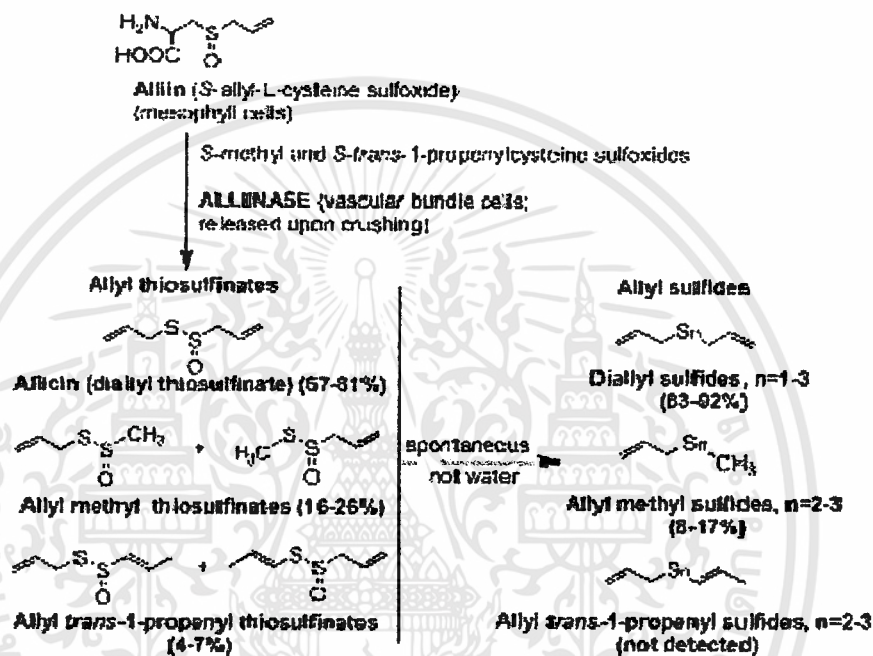 H₂N
HOOC
S
O
Alliin (S-allyl-L-cysteine sulfoxide)
(mesophyll cells)
S-methyl and S-trans-1-propenylcysteine sulfoxides
ALLIINASE (vascular bundle cells;
released upon crushing)
Allyl thiosulfinates
S
S
O
Allicin (diallyl thiosulfinate) (57-81%)
S
S
CH₃
O
+
H₃C
S
S
O
Allyl methyl thiosulfinates (16-26%)
S
S
O
+
S
S
O
Allyl trans-1-propenyl thiosulfinates
(4-7%)
spontaneous
not water
Allyl sulfides
Sn
Diallyl sulfides, n=1-3
(83-92%)
Sn
CH₃
Allyl methyl sulfides, n=2-3
(8-17%)
Sn
Allyl trans-1-propenyl sulfides, n=2-3
(not detected)